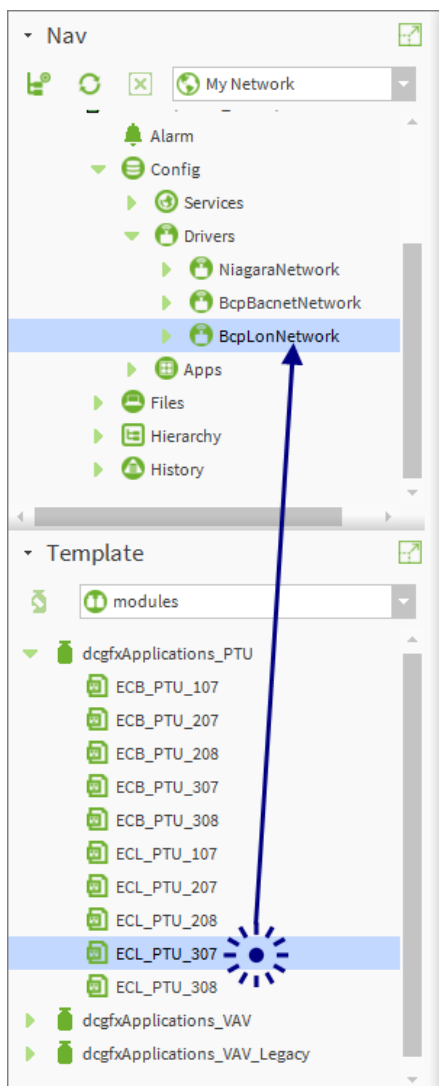 Nav
My Network
Alarm
Config
Services
Drivers
NiagaraNetwork
BcpBacnetNetwork
BcpLonNetwork
Apps
Files
Hierarchy
History
Template
modules
dcgfxApplications_PTU
ECB_PTU_107
ECB_PTU_207
ECB_PTU_208
ECB_PTU_307
ECB_PTU_308
ECL_PTU_107
ECL_PTU_207
ECL_PTU_208
ECL_PTU_307
ECL_PTU_308
dcgfxApplications_VAV
dcgfxApplications_VAV_Legacy